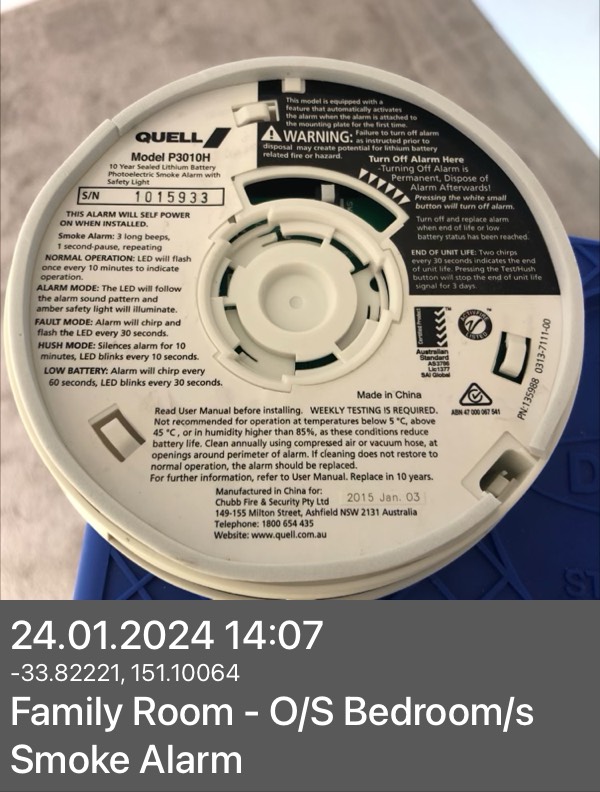 QUELL
Model P3010H
10 Year Sealed Lithium Battery
Photoelectric Smoke Alarm with
Safety Light
S/N 1015933
THIS ALARM WILL SELF POWER
ON WHEN INSTALLED.
Smoke Alarm: 3 long beeps,
1 second-pause, repeating
NORMAL OPERATION: LED will flash
once every 10 minutes to indicate
operation.
ALARM MODE: The LED will follow
the alarm sound pattern and
amber safety light will illuminate.
FAULT MODE: Alarm will chirp and
flash the LED every 30 seconds.
HUSH MODE: Silences alarm for 10
minutes, LED blinks every 10 seconds.
LOW BATTERY: Alarm will chirp every
60 seconds, LED blinks every 30 seconds.
This model is equipped with a
feature that automatically activates
the alarm when the alarm is attached to
the mounting plate for the first time.
WARNING: Failure to turn off alarm
as instructed prior to
disposal may create potential for lithium battery
related fire or hazard.
Turn Off Alarm Here
-Turning Off Alarm is
Permanent, Dispose of
Alarm Afterwards!
Pressing the white small
button will turn off alarm.
Turn off and replace alarm
when end of life or low
battery status has been reached.
END OF UNIT LIFE: Two chirps
every 30 seconds indicates the end
of unit life. Pressing the Test/Hush
button will stop the end of unit life
signal for 3 days.
Certified Product
Australian
Standard
AS3786
Lic1377
SAI Global
ACTIVFIRE
ABN 47 000 067 541
PN:135988 0313-7111-00
Made in China
Read User Manual before installing. WEEKLY TESTING IS REQUIRED.
Not recommended for operation at temperatures below 5 °C, above
45 °C, or in humidity higher than 85%, as these conditions reduce
battery life. Clean annually using compressed air or vacuum hose, at
openings around perimeter of alarm. If cleaning does not restore to
normal operation, the alarm should be replaced.
For further information, refer to User Manual. Replace in 10 years.
Manufactured in China for:
Chubb Fire & Security Pty Ltd
149-155 Milton Street, Ashfield NSW 2131 Australia
Telephone: 1800 654 435
Website: www.quell.com.au
2015 Jan. 03
24.01.2024 14:07
-33.82221, 151.10064
Family Room - O/S Bedroom/s
Smoke Alarm